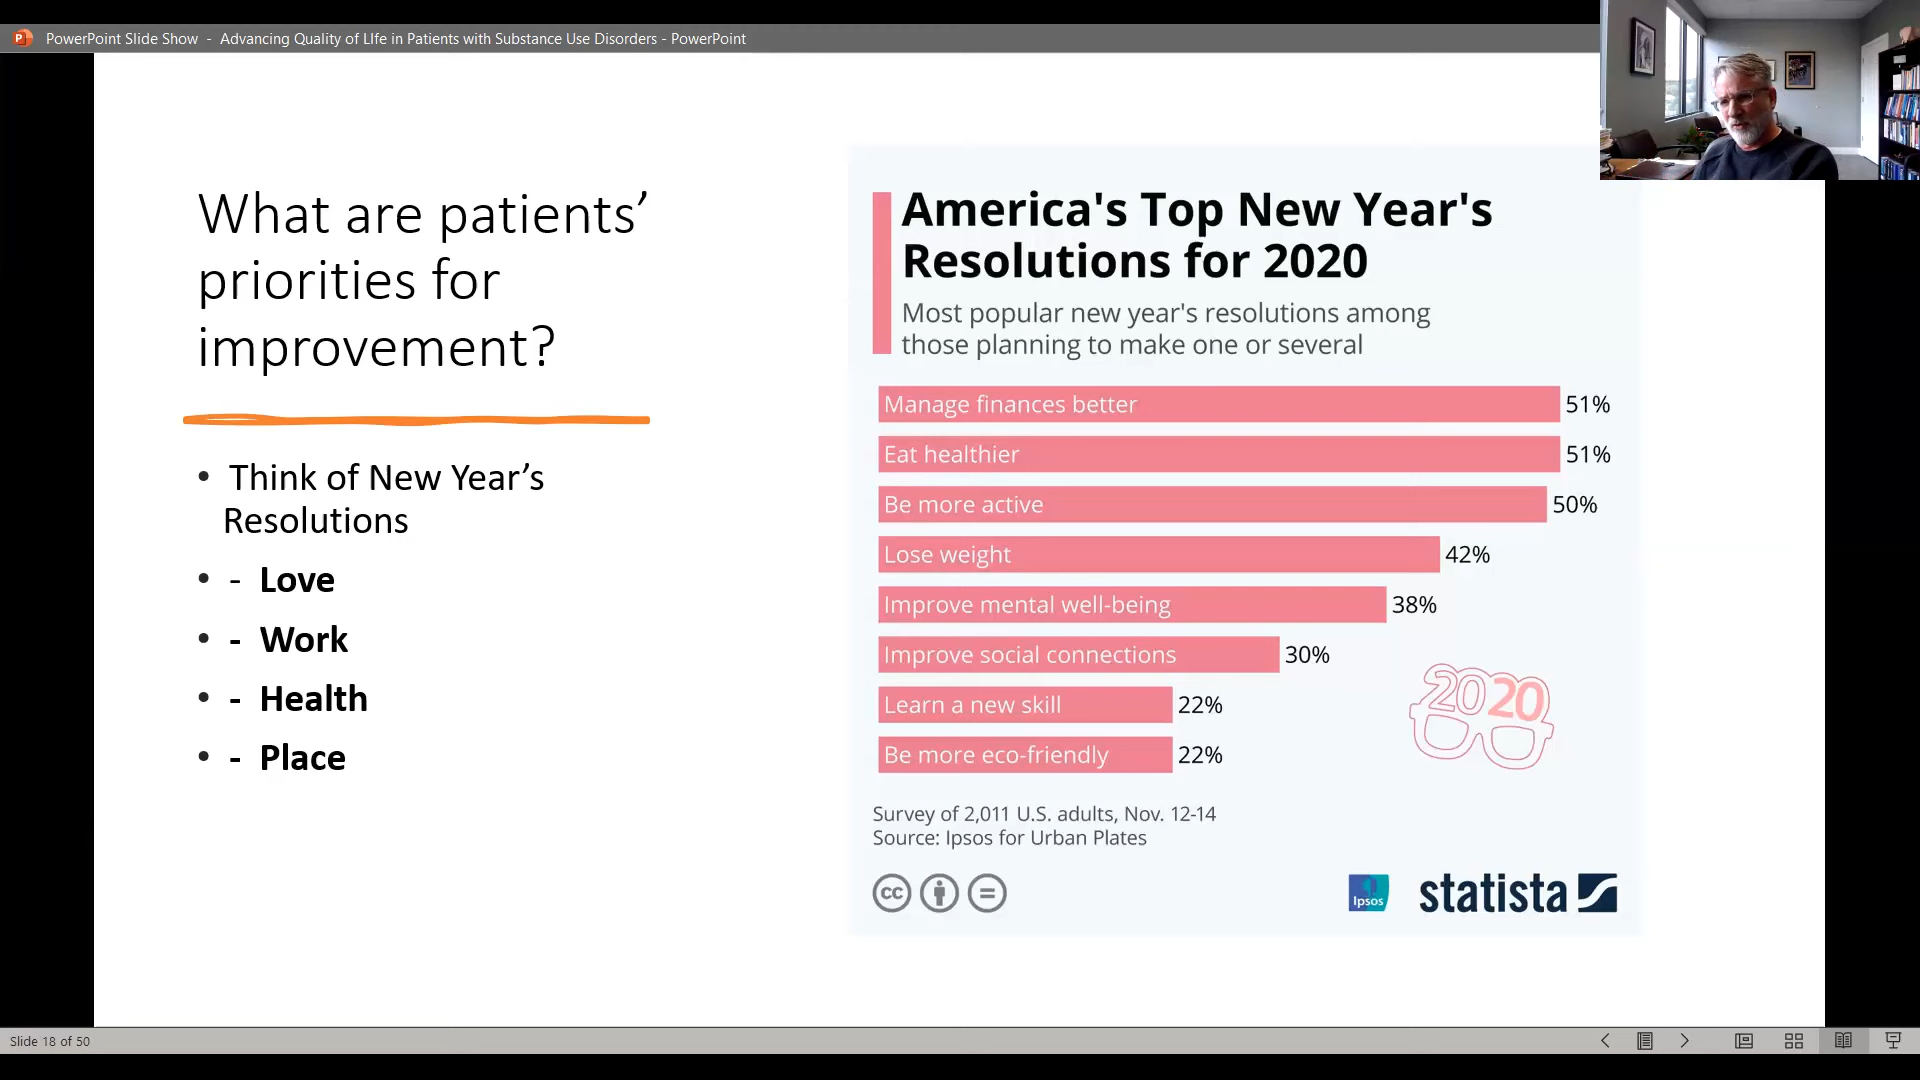 PowerPoint Slide Show - Advancing Quality of LIfe in Patients with Substance Use Disorders - PowerPoint
What are patients’
priorities for
improvement?
• Think of New Year’s
Resolutions
• - Love
• - Work
• - Health
• - Place
America's Top New Year's
Resolutions for 2020
Most popular new year's resolutions among
those planning to make one or several
Manage finances better 51%
Eat healthier 51%
Be more active 50%
Lose weight 42%
Improve mental well-being 38%
Improve social connections 30%
Learn a new skill 22%
Be more eco-friendly 22%
2020
Survey of 2,011 U.S. adults, Nov. 12-14
Source: Ipsos for Urban Plates
cc
Ipsos
statista
Slide 18 of 50